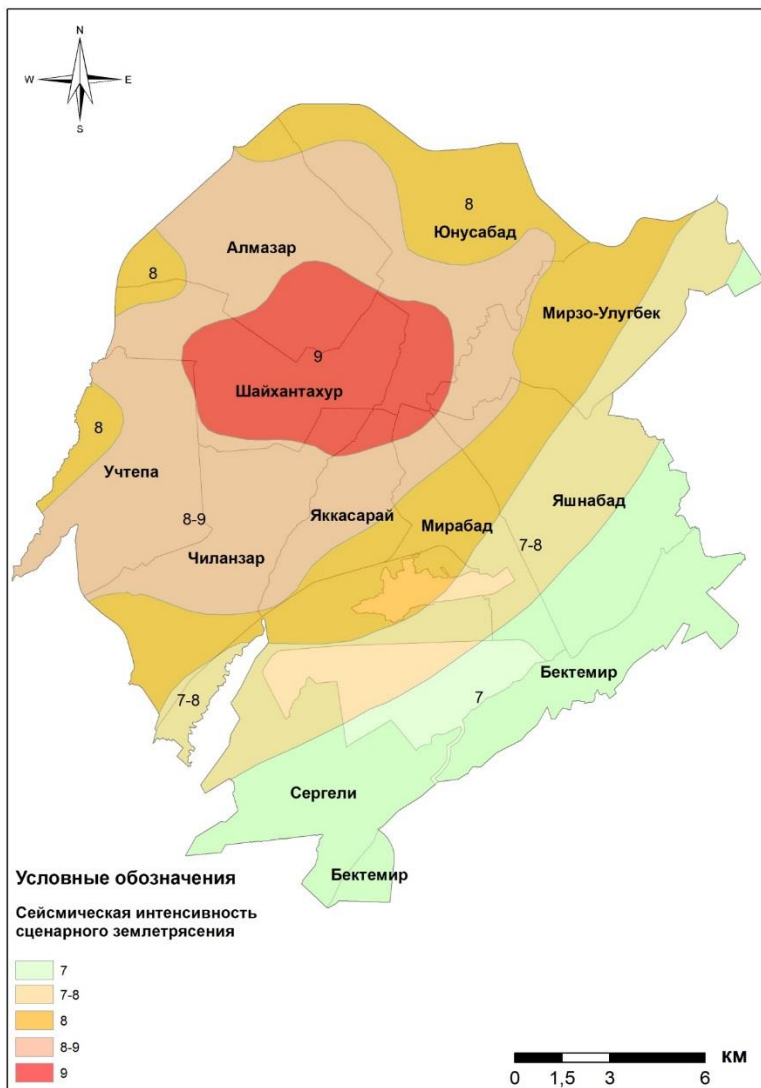 N
W E
S
8
Юнусабад
Алмазар
8
Мирзо-Улугбек
9
Шайхантахур
8
Учтепа
Яшнабад
8-9
Яккасарай
Мирабад
7-8
Чиланзар
7-8
7
Бектемир
Сергели
Бектемир
Условные обозначения
Сейсмическая интенсивность
сценарного землетрясения
7
7-8
8
8-9
9
км
0 1,5 3 6